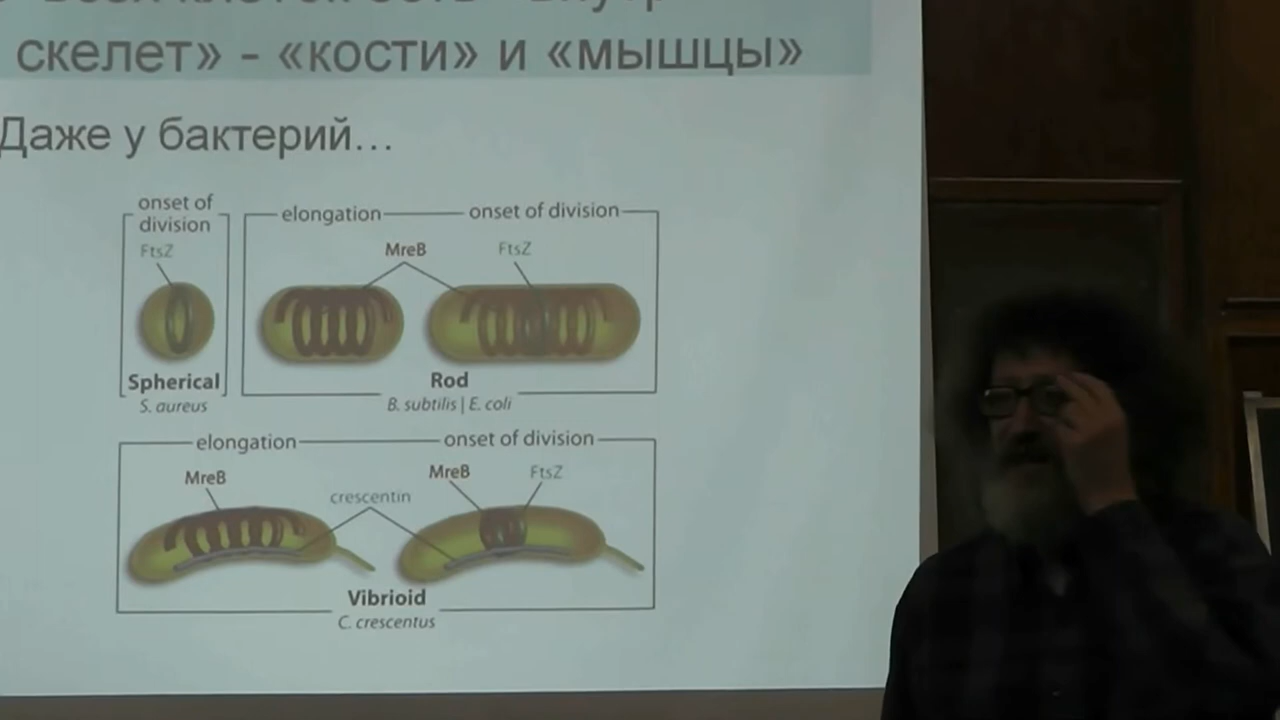 скелет» - «кости» и «мышцы»
Даже у бактерий...
onset of
division
FtsZ
Spherical
S. aureus
elongation
onset of division
MreB
FtsZ
Rod
B. subtilis | E. coli
elongation
onset of division
MreB
crescentin
MreB
FtsZ
Vibrioid
C. crescentus